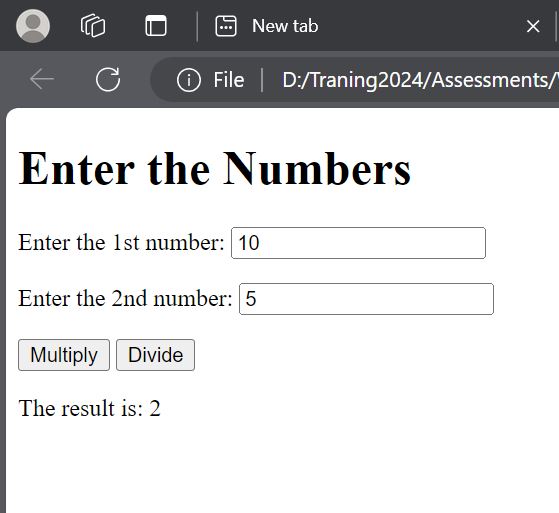 New tab
File D:/Traning2024/Assessments/
Enter the Numbers
Enter the 1st number: 10
Enter the 2nd number: 5
Multiply Divide
The result is: 2